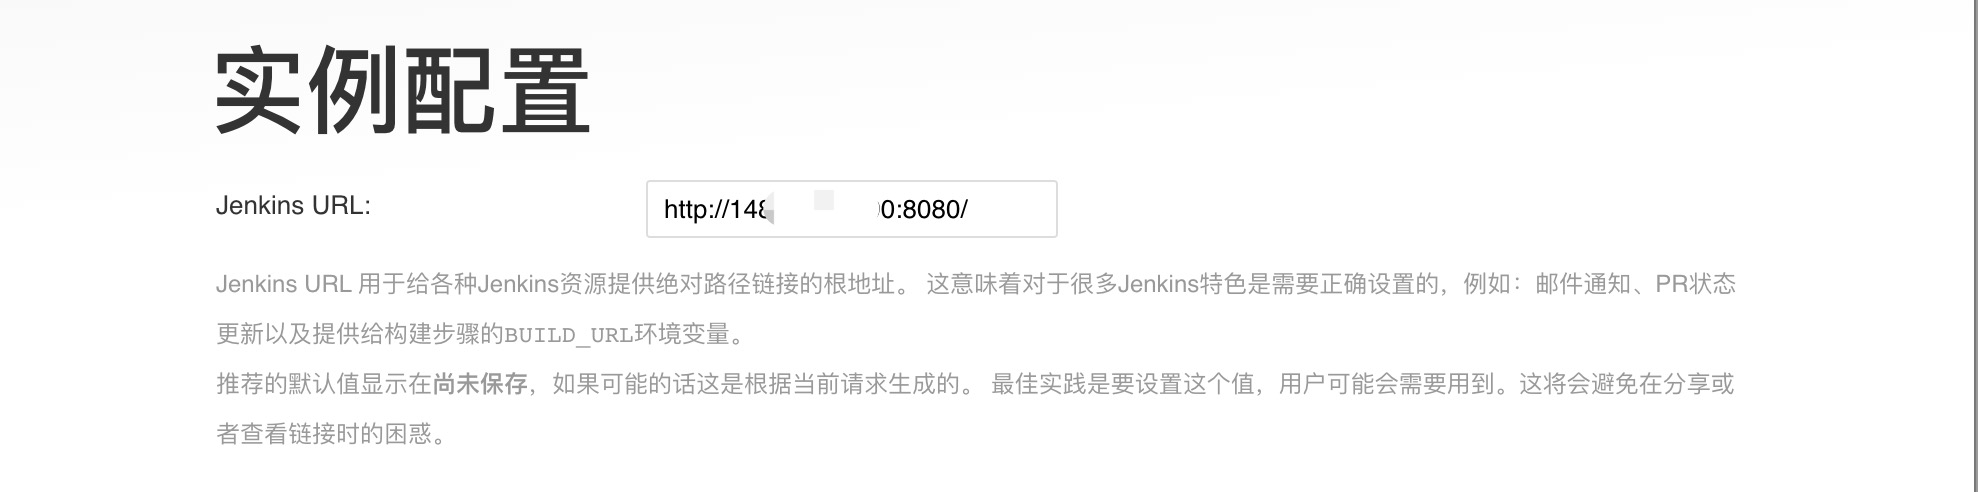 实例配置
Jenkins URL:
http://148 0:8080/
Jenkins URL 用于给各种Jenkins资源提供绝对路径链接的根地址。 这意味着对于很多Jenkins特色是需要正确设置的，例如：邮件通知、PR状态
更新以及提供给构建步骤的BUILD_URL环境变量。
推荐的默认值显示在尚未保存，如果可能的话这是根据当前请求生成的。 最佳实践是要设置这个值，用户可能会需要用到。这将会避免在分享或
者查看链接时的困惑。